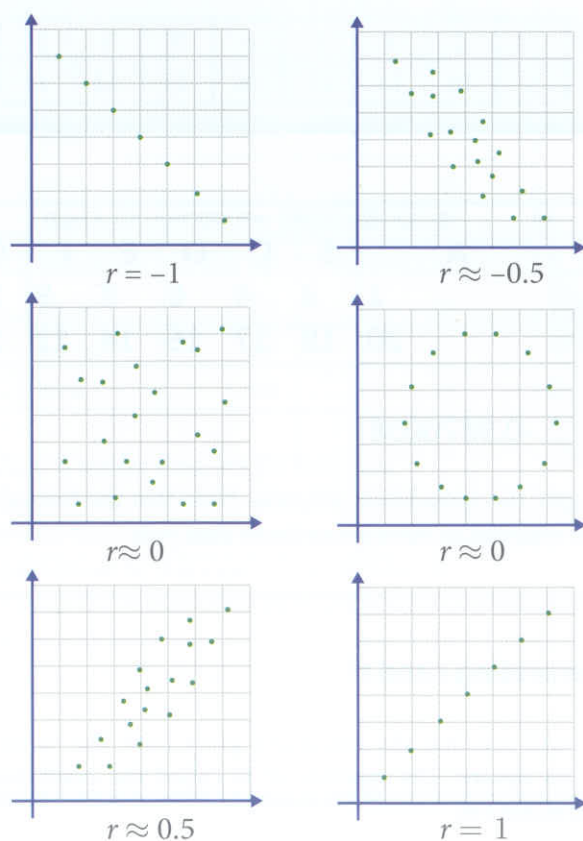 r = –1
r ≈ –0.5
r ≈ 0
r ≈ 0
r ≈ 0.5
r = 1